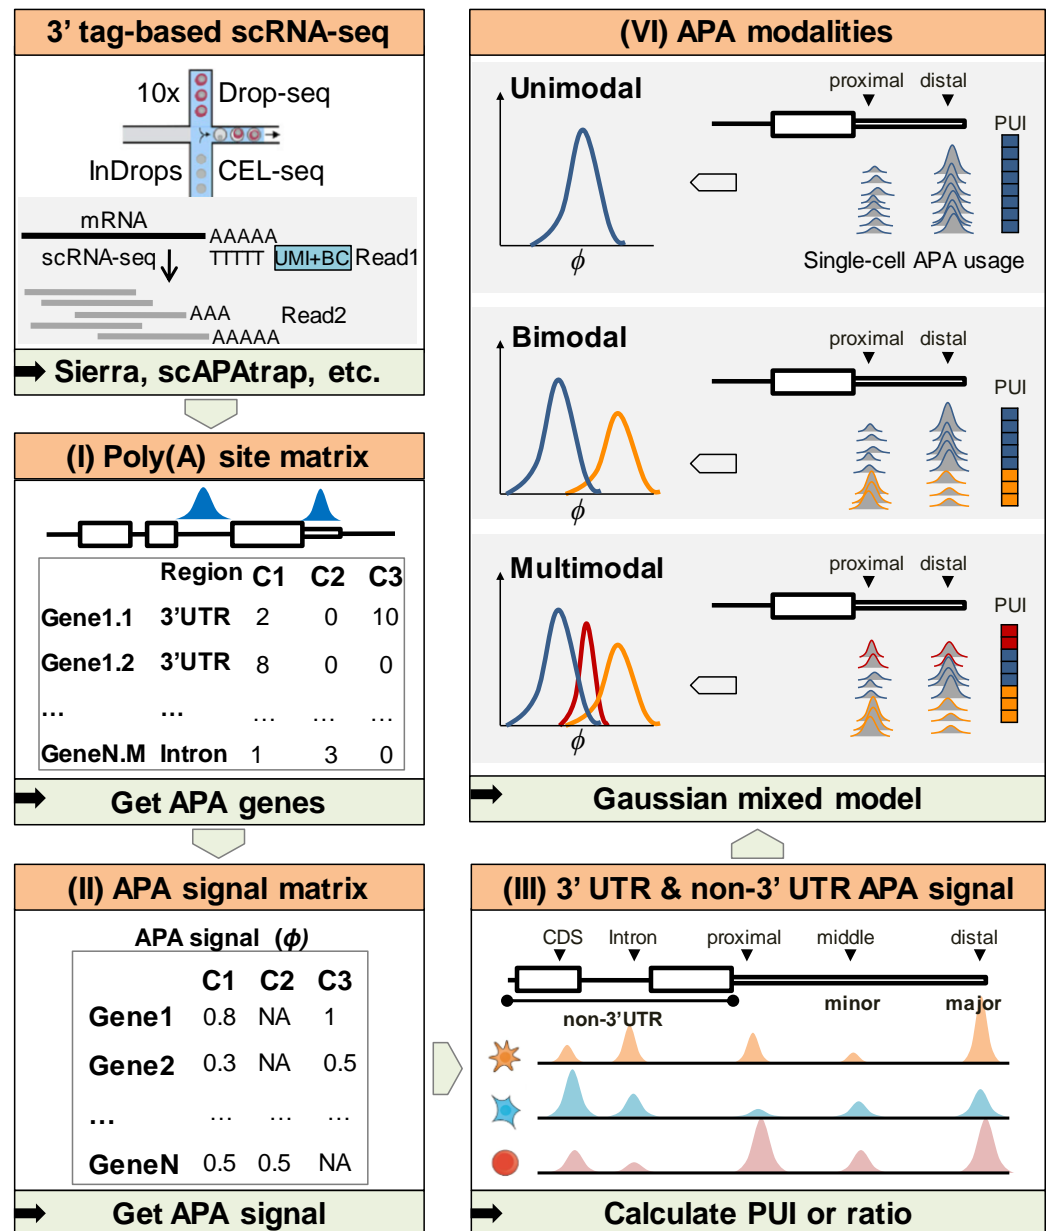 3' tag-based scRNA-seq
10x Drop-seq
InDrops CEL-seq
mRNA
AAAAA
scRNA-seq TTTTT UMI+BC Read1
AAA Read2
AAAAA
Sierra, scAPAtrap, etc.
(I) Poly(A) site matrix
Region C1 C2 C3
Gene1.1 3'UTR 2 0 10
Gene1.2 3'UTR 8 0 0
... ... ... ... ...
GeneN.M Intron 1 3 0
Get APA genes
(II) APA signal matrix
APA signal (ϕ)
C1 C2 C3
Gene1 0.8 NA 1
Gene2 0.3 NA 0.5
... ... ... ...
GeneN 0.5 0.5 NA
Get APA signal
(III) 3' UTR & non-3' UTR APA signal
CDS Intron proximal middle distal
minor major
non-3'UTR
Calculate PUI or ratio
(VI) APA modalities
Unimodal
proximal distal
PUI
ϕ
Single-cell APA usage
Bimodal
proximal distal
PUI
ϕ
Multimodal
proximal distal
PUI
ϕ
Gaussian mixed model